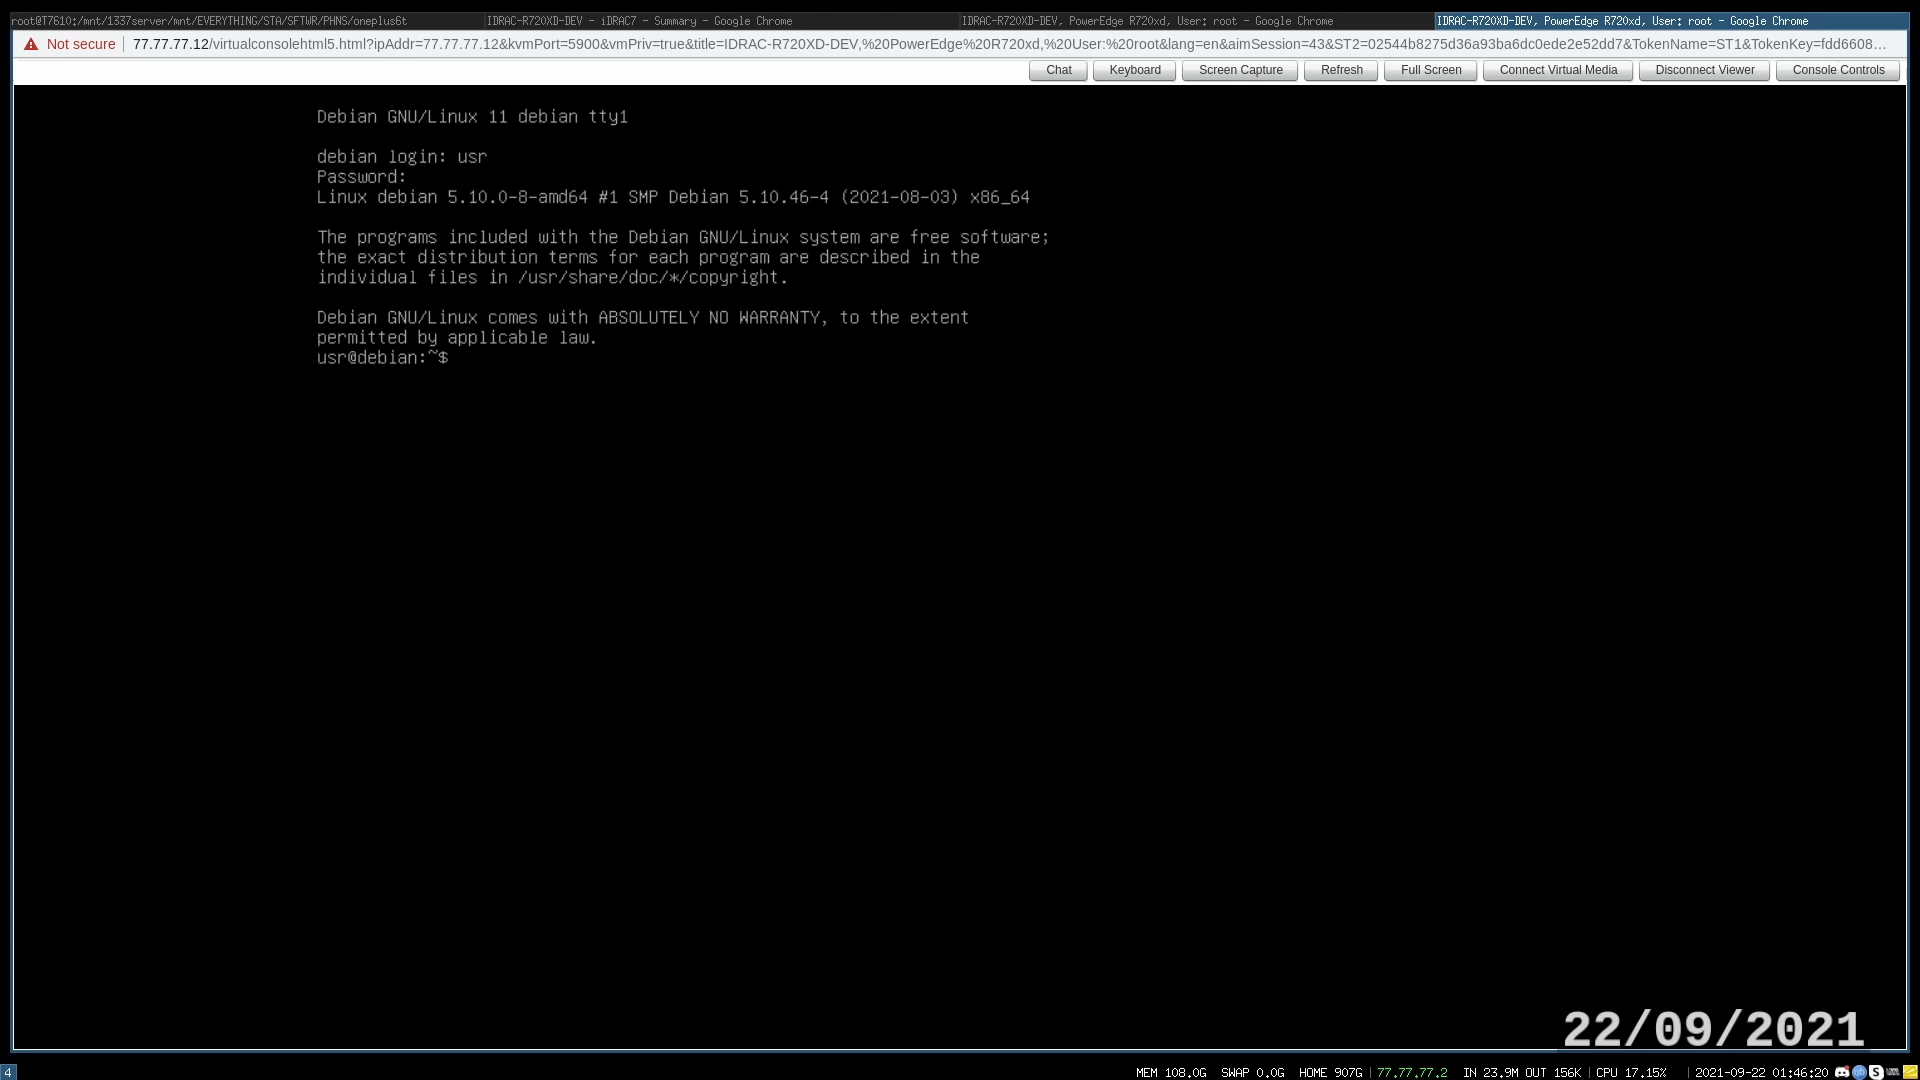 root@T7610:/mnt/1337server/mnt/EVERYTHING/STA/SFTWR/PHNS/oneplus6t
IDRAC-R720XD-DEV - iDRAC7 - Summary - Google Chrome
IDRAC-R720XD-DEV, PowerEdge R720xd, User: root - Google Chrome
IDRAC-R720XD-DEV, PowerEdge R720xd, User: root - Google Chrome
Not secure 77.77.77.12/virtualconsolehtml5.html?ipAddr=77.77.77.12&kvmPort=5900&vmPriv=true&title=IDRAC-R720XD-DEV,%20PowerEdge%20R720xd,%20User:%20root&lang=en&aimSession=43&ST2=02544b8275d36a93ba6dc0ede2e52dd7&TokenName=ST1&TokenKey=fdd6608…
Chat Keyboard Screen Capture Refresh Full Screen Connect Virtual Media Disconnect Viewer Console Controls
Debian GNU/Linux 11 debian tty1
debian login: usr
Password:
Linux debian 5.10.0-8-amd64 #1 SMP Debian 5.10.46-4 (2021-08-03) x86_64
The programs included with the Debian GNU/Linux system are free software;
the exact distribution terms for each program are described in the
individual files in /usr/share/doc/*/copyright.
Debian GNU/Linux comes with ABSOLUTELY NO WARRANTY, to the extent
permitted by applicable law.
usr@debian:~$
22/09/2021
4 MEM 108.0G SWAP 0.0G HOME 907G | 77.77.77.2 IN 23.9M OUT 156K | CPU 17.15% | 2021-09-22 01:46:20